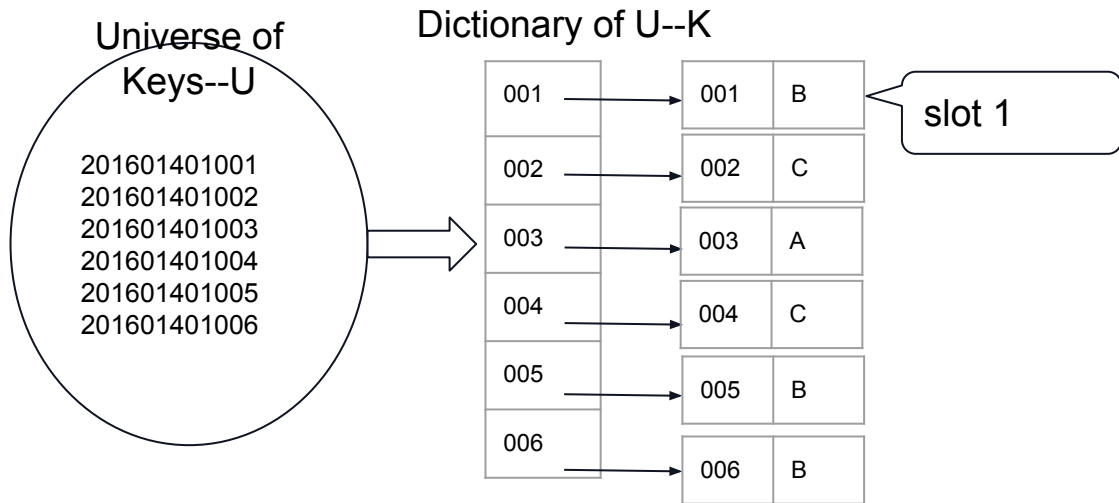 Universe of
Keys--U
Dictionary of U--K
201601401001
201601401002
201601401003
201601401004
201601401005
201601401006
001
002
003
004
005
006
001 B
002 C
003 A
004 C
005 B
006 B
slot 1